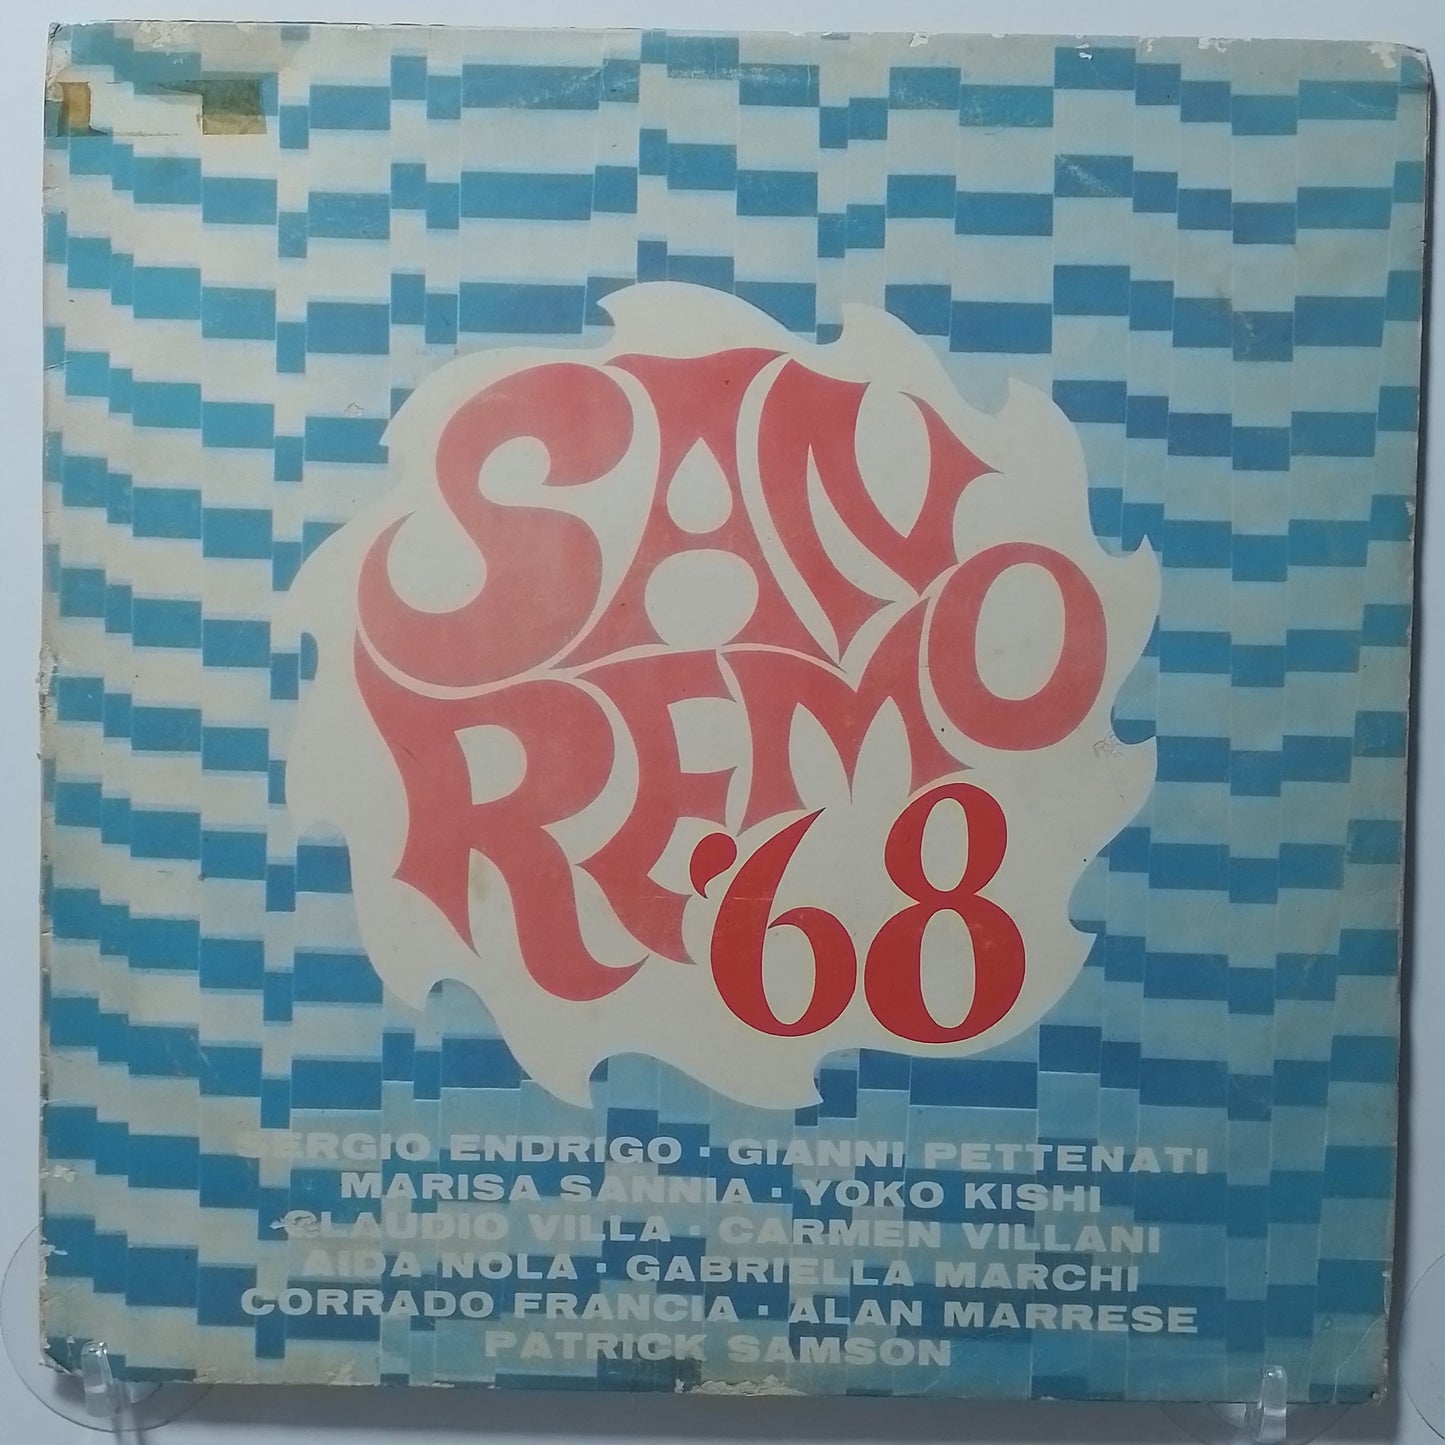 SAN
REMO
'68
SERGIO ENDRIGO · GIANNI PETTENATI
MARISA SANNIA · YOKO KISHI
CLAUDIO VILLA · CARMEN VILLANI
AIDA NOLA · GABRIELLA MARCHI
CORRADO FRANCIA · ALAN MARRESE
PATRICK SAMSON